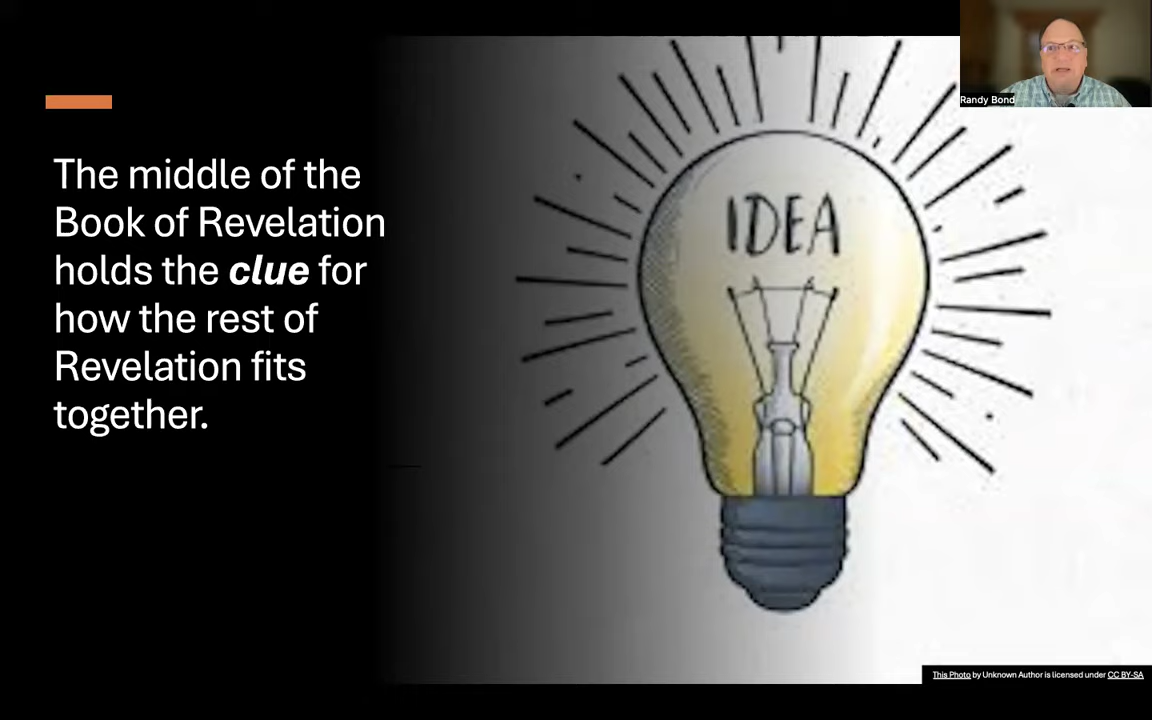 Randy Bond
The middle of the
Book of Revelation
holds the clue for
how the rest of
Revelation fits
together.
IDEA
This Photo by Unknown Author is licensed under CC BY-SA